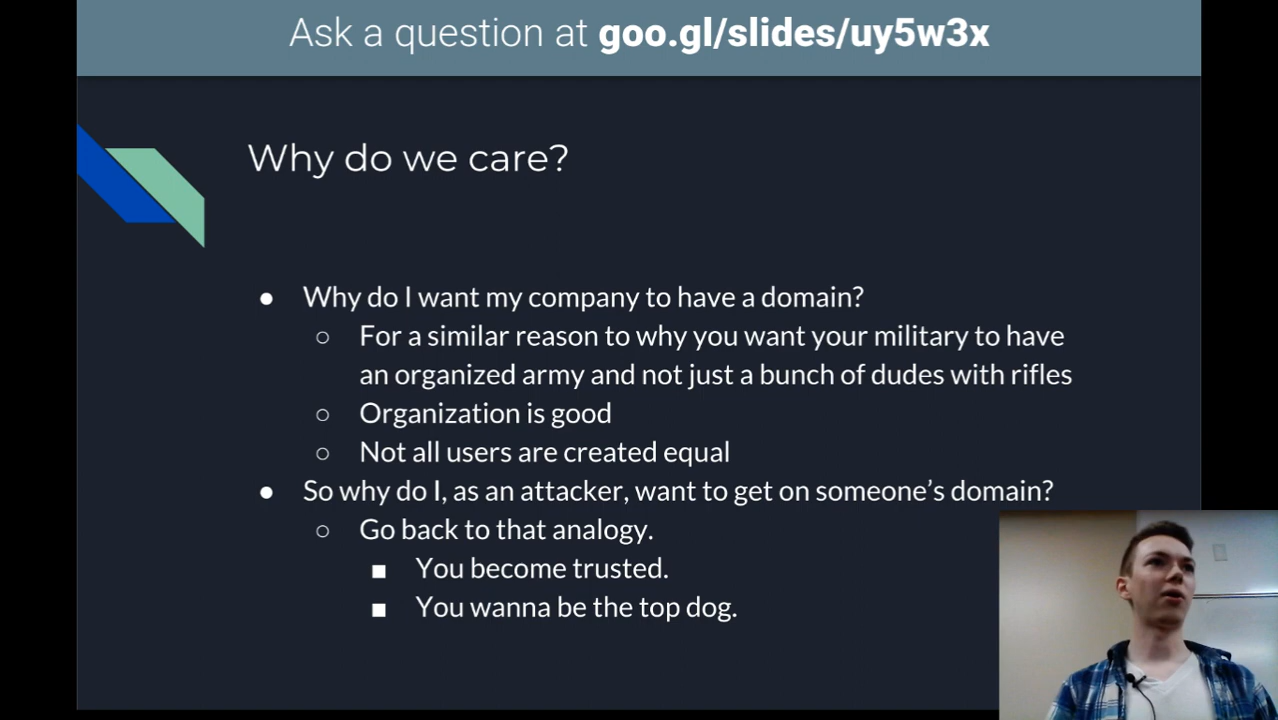 Ask a question at goo.gl/slides/uy5w3x
Why do we care?
● Why do I want my company to have a domain?
○ For a similar reason to why you want your military to have
an organized army and not just a bunch of dudes with rifles
○ Organization is good
○ Not all users are created equal
● So why do I, as an attacker, want to get on someone’s domain?
○ Go back to that analogy.
■ You become trusted.
■ You wanna be the top dog.